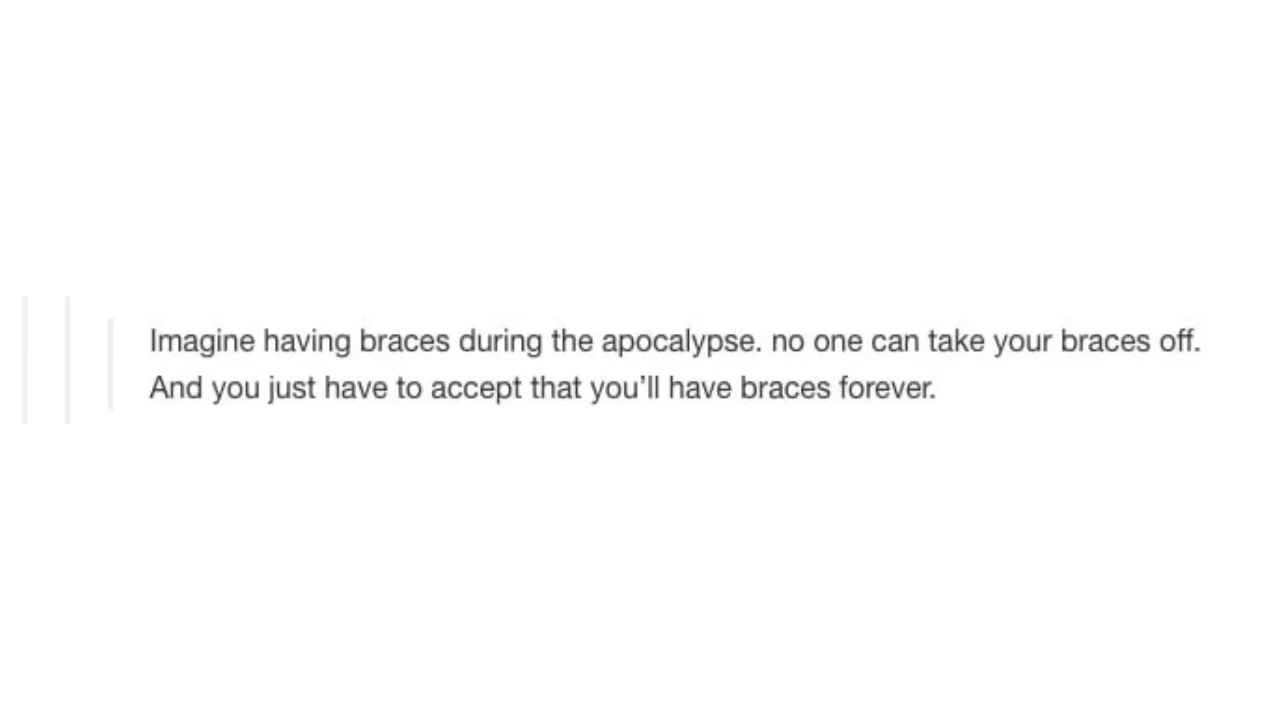 Imagine having braces during the apocalypse. no one can take your braces off.
And you just have to accept that you’ll have braces forever.